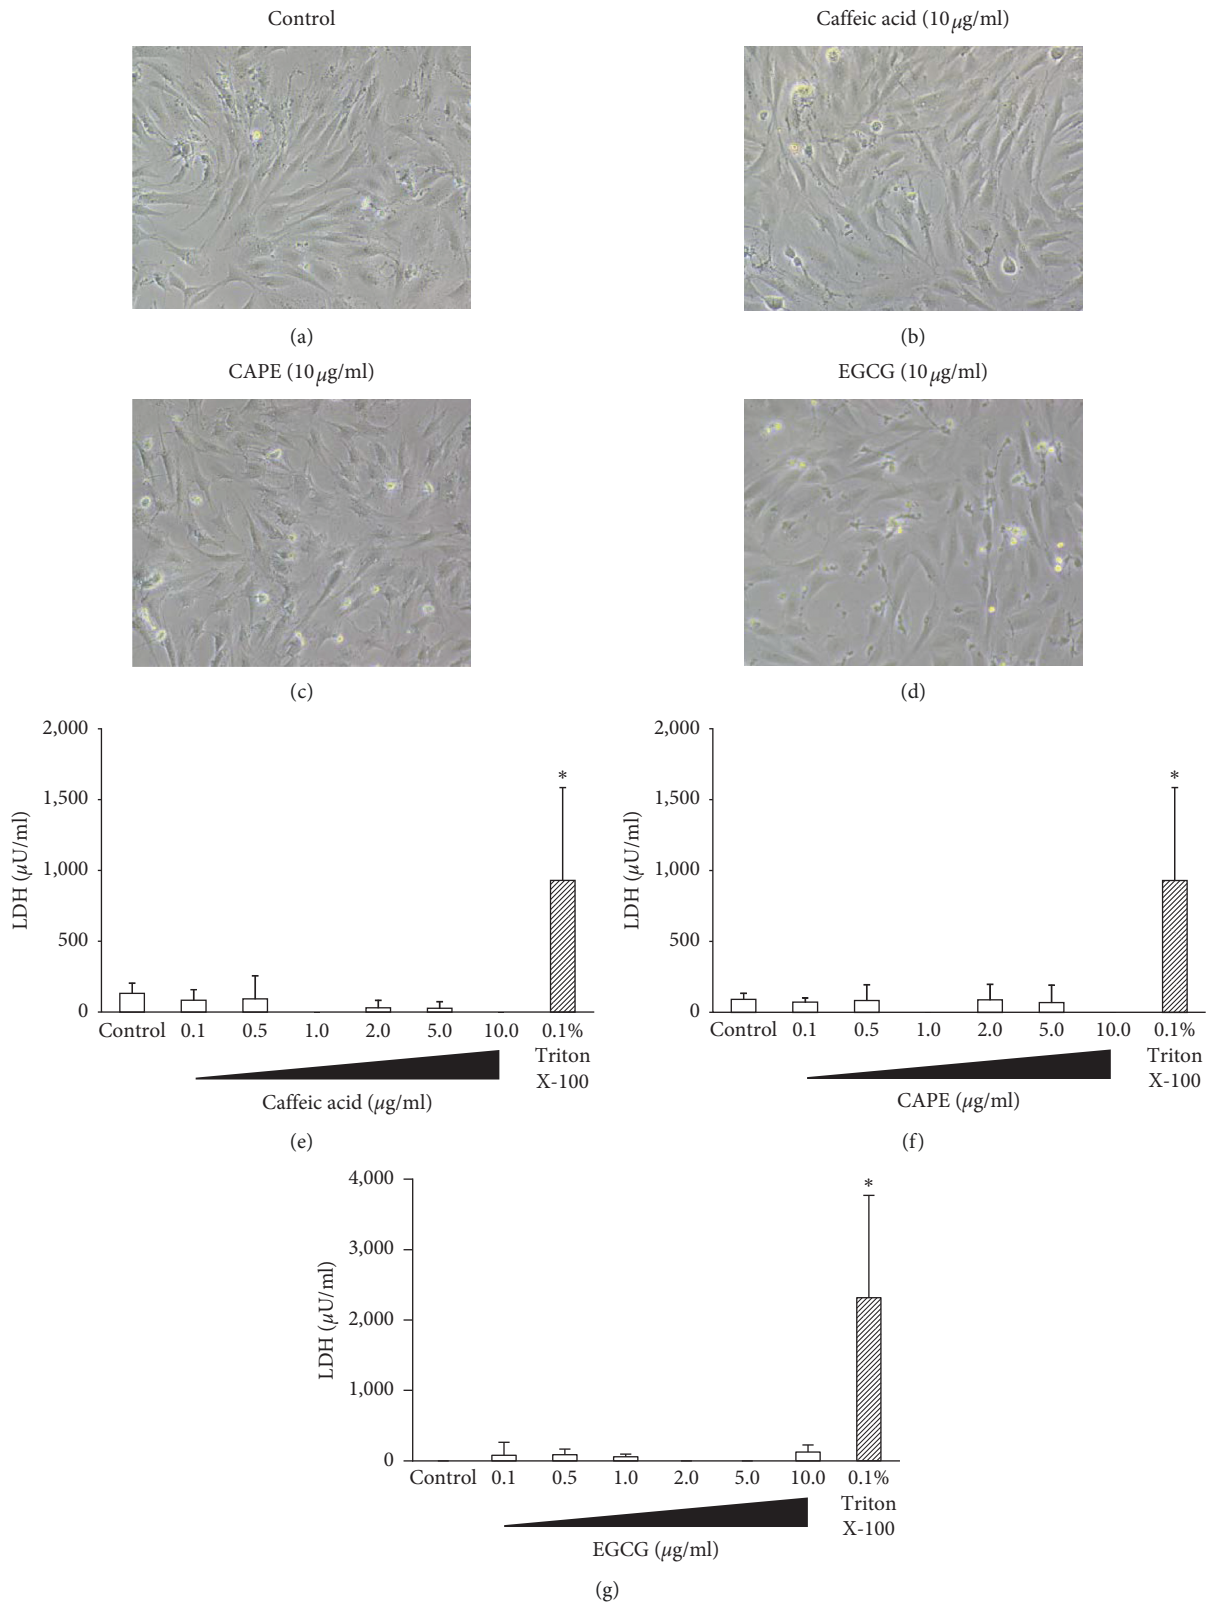 Control
Caffeic acid (10 μg/ml)
(a)
(b)
CAPE (10 μg/ml)
EGCG (10 μg/ml)
(c)
(d)
2,000
1,500
1,000
500
0
LDH (μU/ml)
*
Control 0.1 0.5 1.0 2.0 5.0 10.0 0.1%
Triton
X-100
Caffeic acid (μg/ml)
(e)
2,000
1,500
1,000
500
0
LDH (μU/ml)
*
Control 0.1 0.5 1.0 2.0 5.0 10.0 0.1%
Triton
X-100
CAPE (μg/ml)
(f)
4,000
3,000
2,000
1,000
0
LDH (μU/ml)
*
Control 0.1 0.5 1.0 2.0 5.0 10.0 0.1%
Triton
X-100
EGCG (μg/ml)
(g)